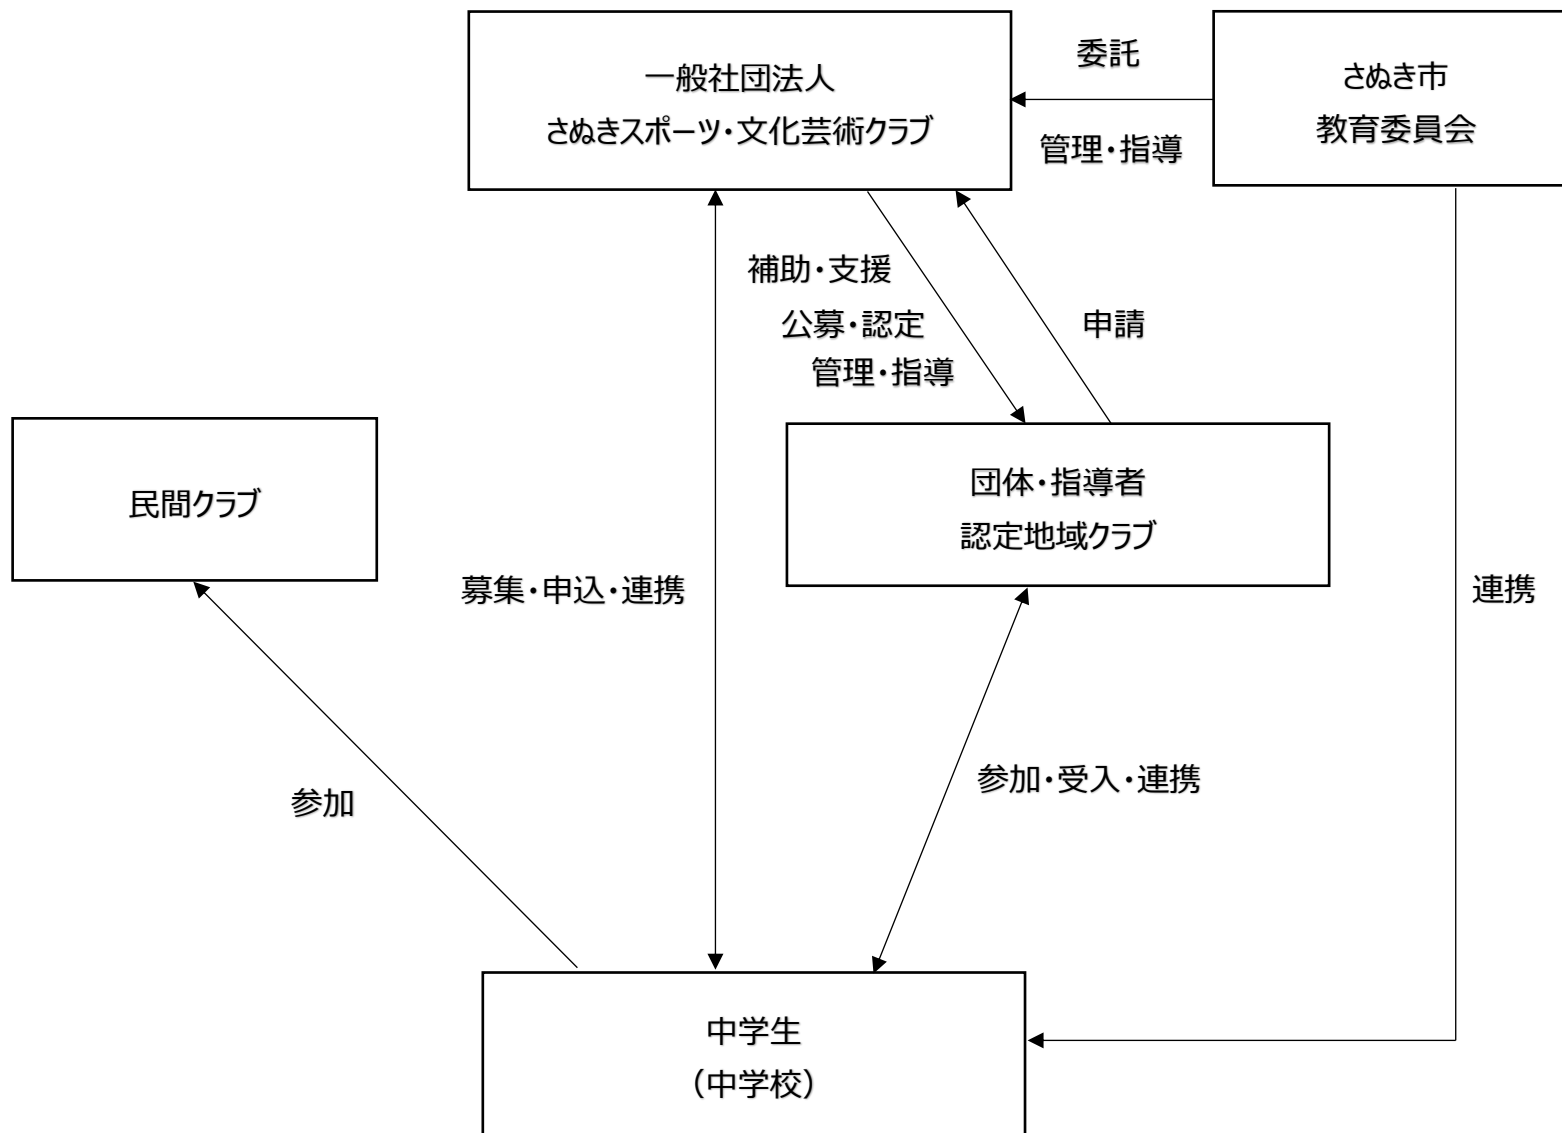 一般社団法人
さぬきスポーツ・文化芸術クラブ
委託
管理・指導
さぬき市
教育委員会
補助・支援
公募・認定
管理・指導
申請
民間クラブ
団体・指導者
認定地域クラブ
募集・申込・連携
連携
参加・受入・連携
参加
中学生
（中学校）